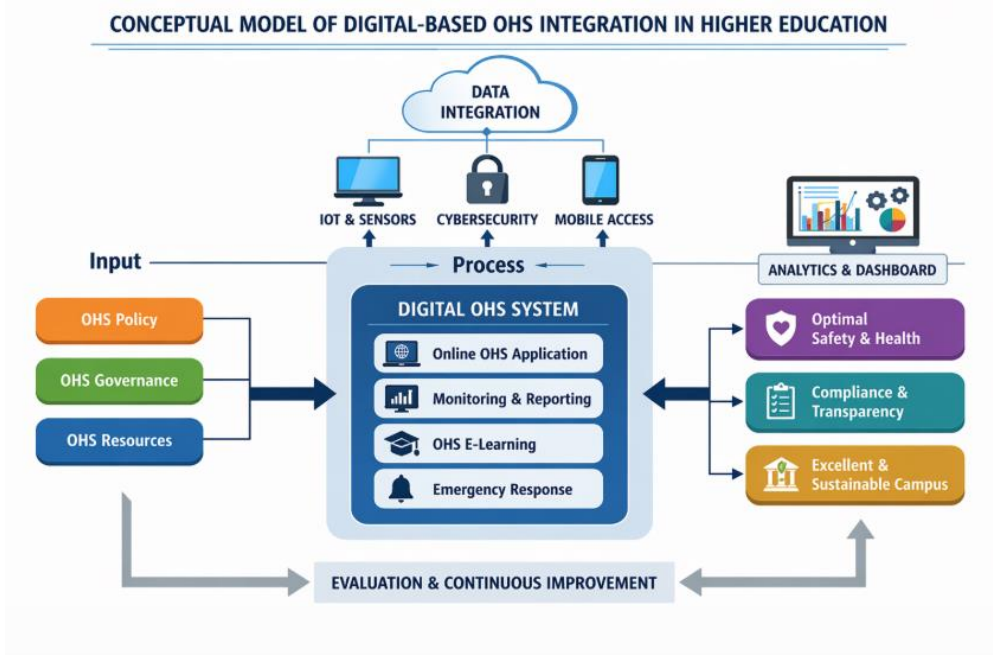 CONCEPTUAL MODEL OF DIGITAL-BASED OHS INTEGRATION IN HIGHER EDUCATION
DATA
INTEGRATION
IOT & SENSORS
CYBERSECURITY
MOBILE ACCESS
Input
Process
ANALYTICS & DASHBOARD
OHS Policy
OHS Governance
OHS Resources
DIGITAL OHS SYSTEM
Online OHS Application
Monitoring & Reporting
OHS E-Learning
Emergency Response
Optimal
Safety & Health
Compliance &
Transparency
Excellent &
Sustainable Campus
EVALUATION & CONTINUOUS IMPROVEMENT